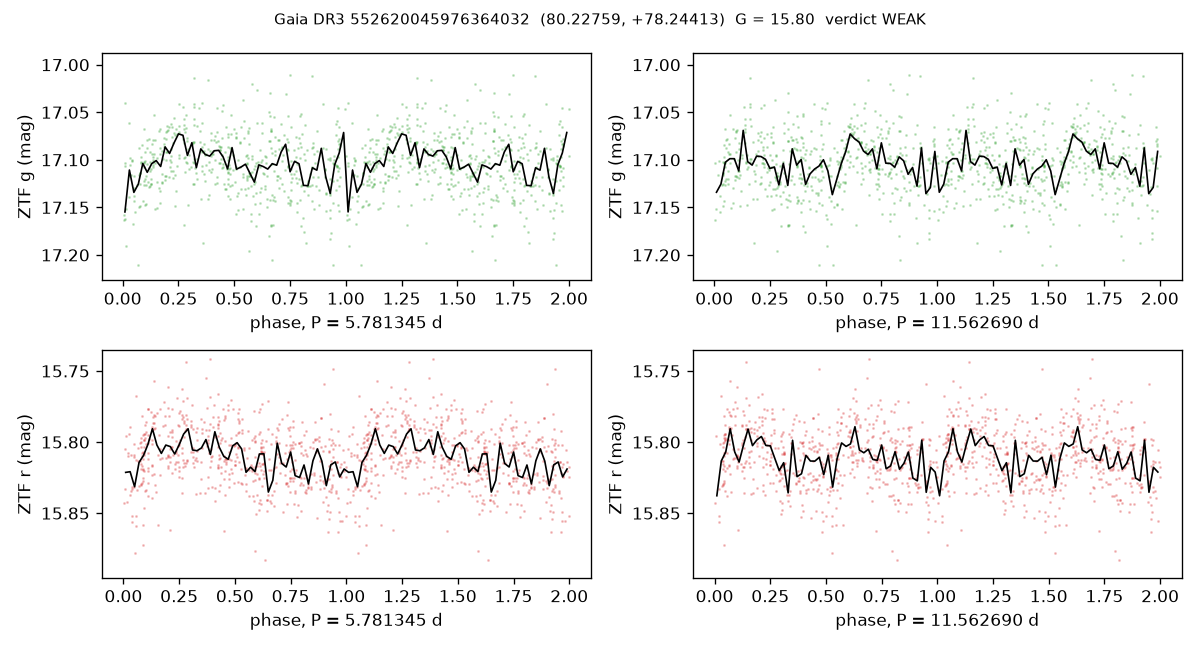 Gaia DR3 552620045976364032 (80.22759, +78.24413) G = 15.80 verdict WEAK
17.00
17.05
17.10
17.15
17.20
ZTF g (mag)
0.00 0.25 0.50 0.75 1.00 1.25 1.50 1.75 2.00
phase, P = 5.781345 d
17.00
17.05
17.10
17.15
17.20
ZTF g (mag)
0.00 0.25 0.50 0.75 1.00 1.25 1.50 1.75 2.00
phase, P = 11.562690 d
15.75
15.80
15.85
ZTF r (mag)
0.00 0.25 0.50 0.75 1.00 1.25 1.50 1.75 2.00
phase, P = 5.781345 d
15.75
15.80
15.85
ZTF r (mag)
0.00 0.25 0.50 0.75 1.00 1.25 1.50 1.75 2.00
phase, P = 11.562690 d